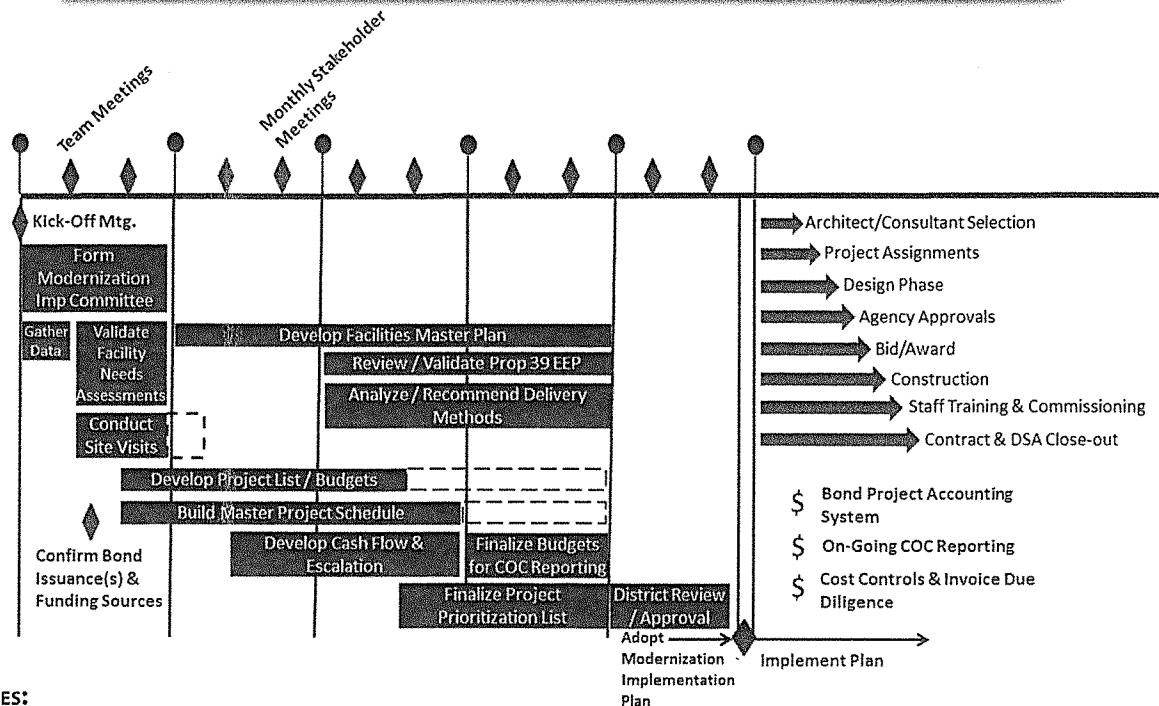 Team Meetings
Monthly Stakeholder
Meetings
Kick-Off Mtg.
Form
Modernization
Imp Committee
Gather
Data
Validate
Facility
Needs
Assessments
Conduct
Site Visits
Develop Facilities Master Plan
Review / Validate Prop 39 EEP
Analyze / Recommend Delivery
Methods
Develop Project List / Budgets
Build Master Project Schedule
Develop Cash Flow &
Escalation
Finalize Budgets
for COC Reporting
Finalize Project
Prioritization List
District Review
/ Approval
Confirm Bond
Issuance(s) &
Funding Sources
Architect/Consultant Selection
Project Assignments
Design Phase
Agency Approvals
Bid/Award
Construction
Staff Training & Commissioning
Contract & DSA Close-out
$ Bond Project Accounting
System
$ On-Going COC Reporting
$ Cost Controls & Invoice Due
Diligence
Adopt
Modernization
Implementation
Plan
Implement Plan
ES: